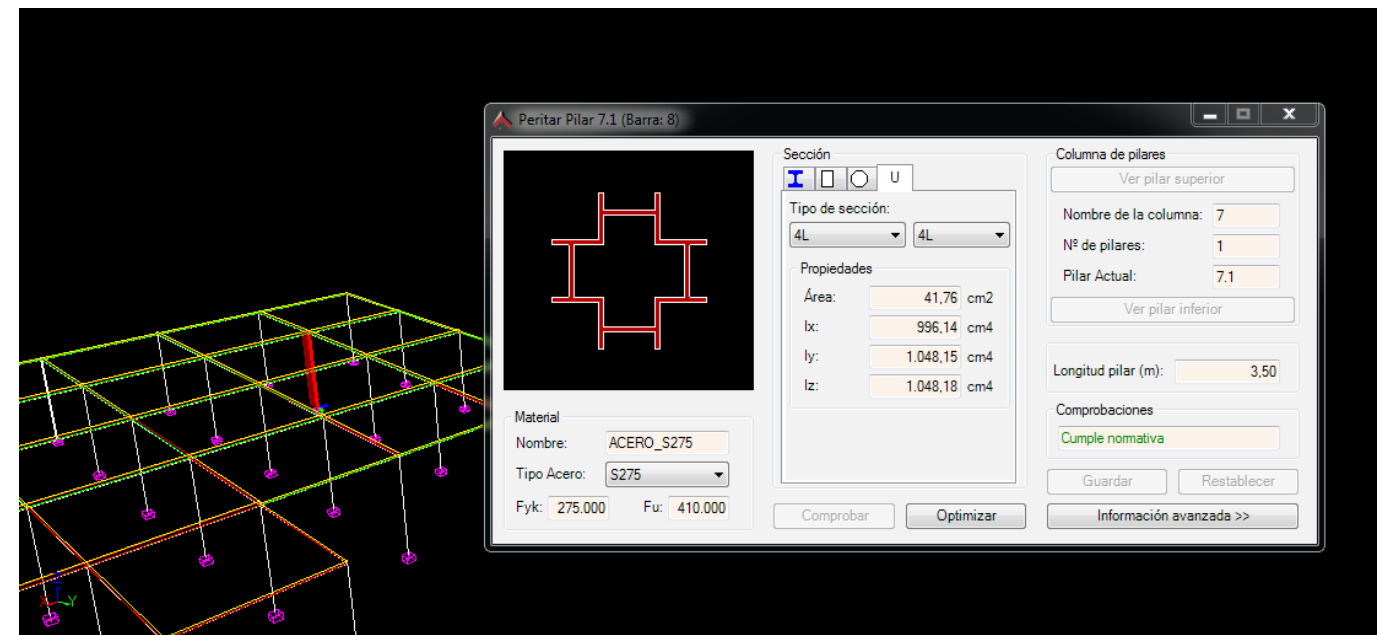 Peritar Pilar 7.1 (Barra: 8)
Sección
U
Tipo de sección:
4L 4L
Propiedades
Área: 41,76 cm2
Ix: 996,14 cm4
Iy: 1.048,15 cm4
Iz: 1.048,18 cm4
Material
Nombre: ACERO_S275
Tipo Acero: S275
Fyk: 275.000 Fu: 410.000
Comprobar Optimizar
Columna de pilares
Ver pilar superior
Nombre de la columna: 7
Nº de pilares: 1
Pilar Actual: 7.1
Ver pilar inferior
Longitud pilar (m): 3,50
Comprobaciones
Cumple normativa
Guardar Restablecer
Información avanzada >>
X
Y